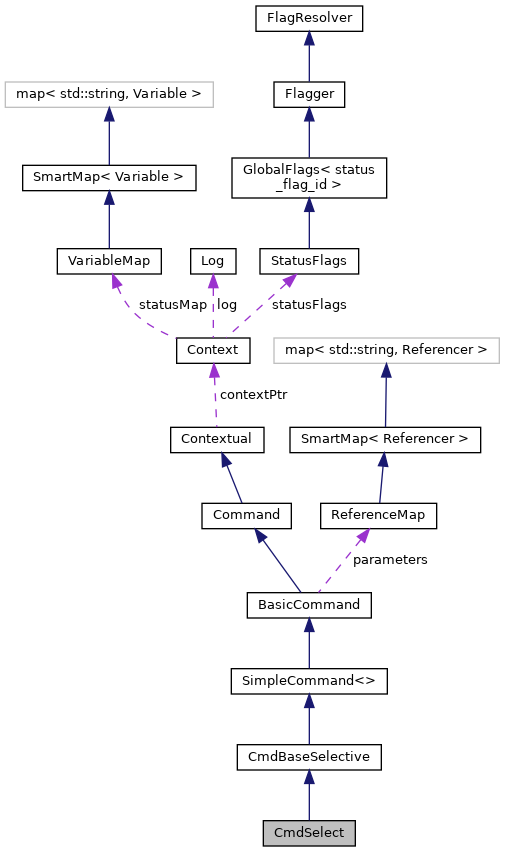 FlagResolver
map< std::string, Variable >
Flagger
SmartMap< Variable >
GlobalFlags< status
_flag_id >
VariableMap
Log
StatusFlags
statusMap
log
statusFlags
Context
map< std::string, Referencer >
contextPtr
Contextual
SmartMap< Referencer >
Command
ReferenceMap
parameters
BasicCommand
SimpleCommand<>
CmdBaseSelective
CmdSelect